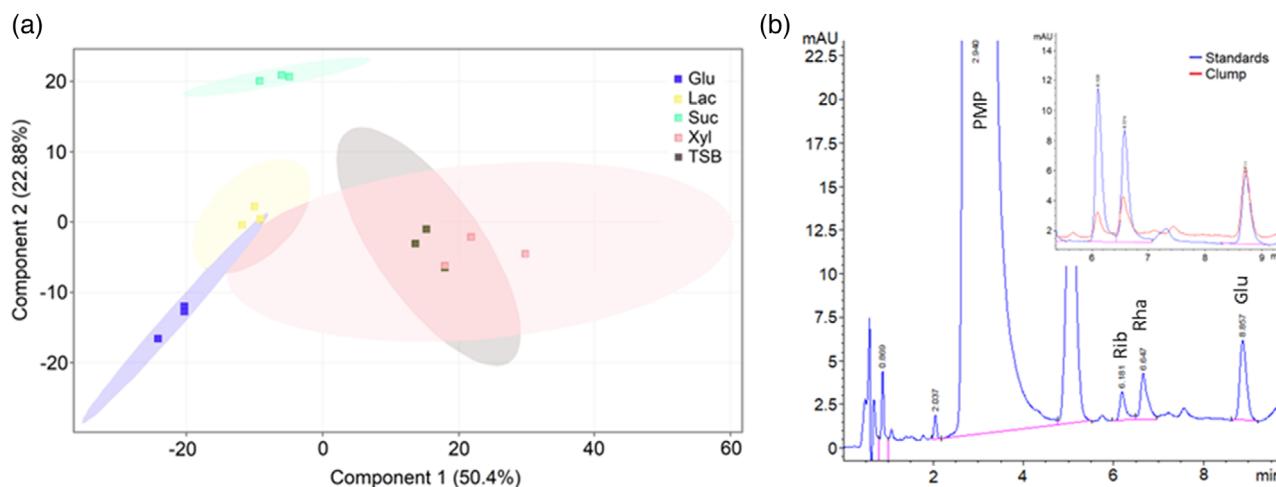 (a)
Component 2 (22.88%)
20
10
0
-10
-20
-20
0
20
40
60
Component 1 (50.4%)
Glu
Lac
Suc
Xyl
TSB
(b)
mAU
22.5
20
17.5
15
12.5
10
7.5
5
2.5
0
2
4
6
8
min
0.869
2.037
2.940
PMP
6.181
Rib
6.647
Rha
8.857
Glu
mAU
14
12
10
8
6
4
2
6
7
8
9
Standards
Clump